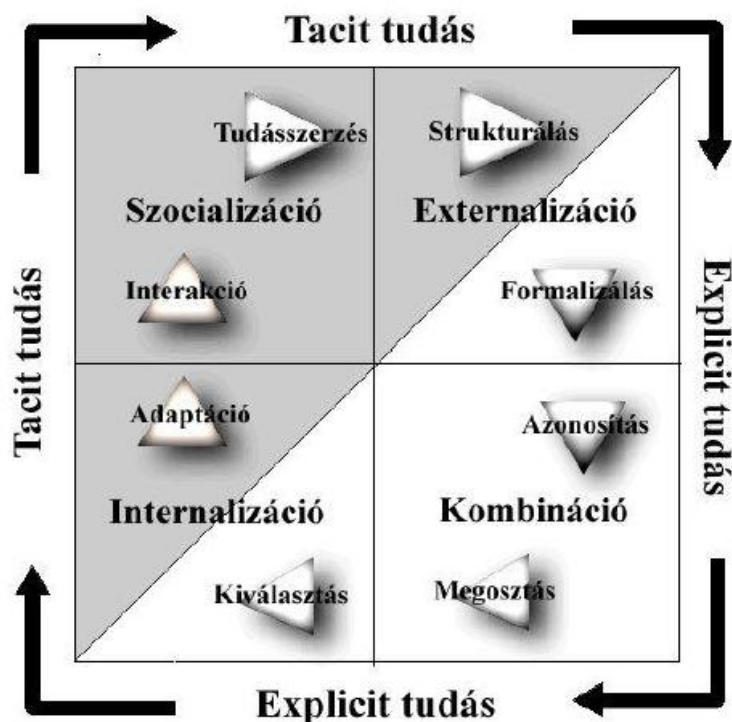 Tacit tudás
Tudásszerzés
Strukturálás
Szocializáció
Externalizáció
Interakció
Formalizálás
Tacit tudás
Explicit tudás
Adaptáció
Azonosítás
Internalizáció
Kombináció
Kiválasztás
Megosztás
Explicit tudás